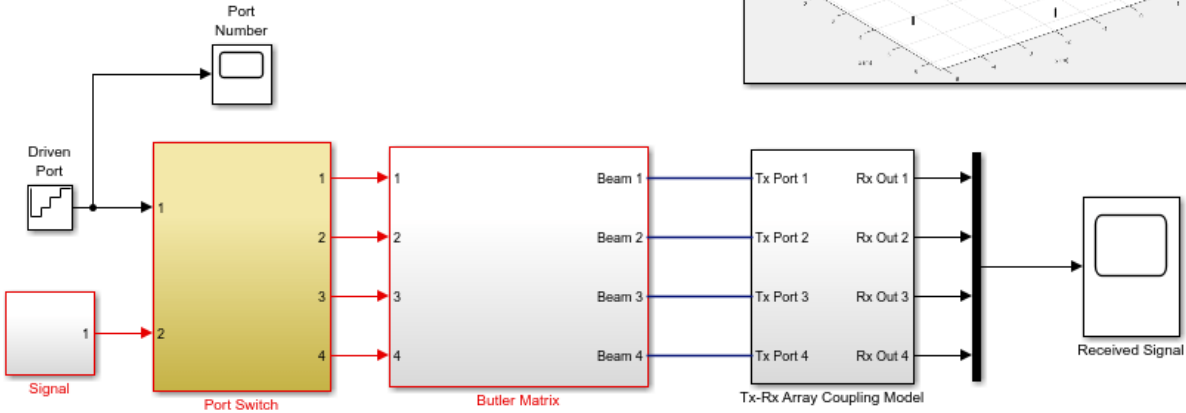 Port
Number
Driven
Port
1
2
1
2
3
4
1
Signal
Port Switch
1
2
3
4
Beam 1
Beam 2
Beam 3
Beam 4
Butler Matrix
Tx Port 1
Tx Port 2
Tx Port 3
Tx Port 4
Rx Out 1
Rx Out 2
Rx Out 3
Rx Out 4
Tx-Rx Array Coupling Model
Received Signal